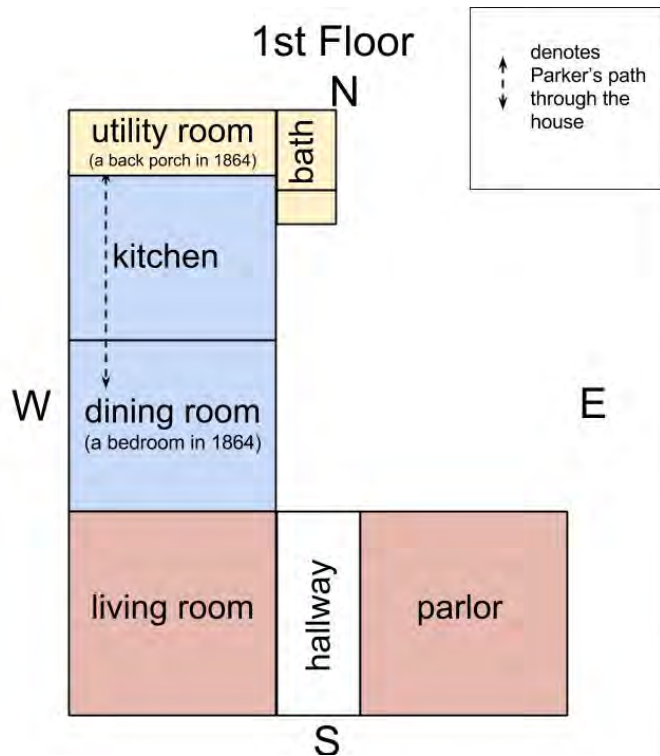 1st Floor
denotes
Parker's path
through the
house
N
utility room
(a back porch in 1864)
bath
kitchen
W
dining room
(a bedroom in 1864)
E
living room
hallway
parlor
S